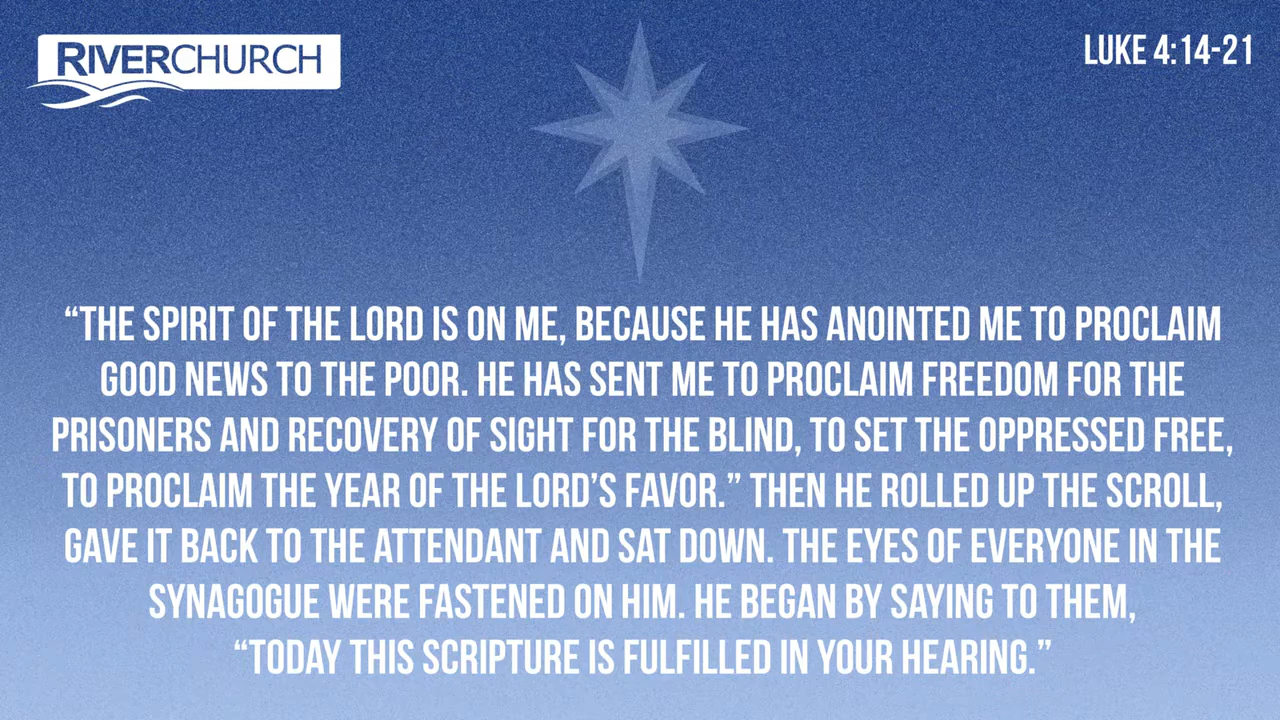 RIVERCHURCH
LUKE 4:14-21
“THE SPIRIT OF THE LORD IS ON ME, BECAUSE HE HAS ANOINTED ME TO PROCLAIM
GOOD NEWS TO THE POOR. HE HAS SENT ME TO PROCLAIM FREEDOM FOR THE
PRISONERS AND RECOVERY OF SIGHT FOR THE BLIND, TO SET THE OPPRESSED FREE,
TO PROCLAIM THE YEAR OF THE LORD’S FAVOR.” THEN HE ROLLED UP THE SCROLL,
GAVE IT BACK TO THE ATTENDANT AND SAT DOWN. THE EYES OF EVERYONE IN THE
SYNAGOGUE WERE FASTENED ON HIM. HE BEGAN BY SAYING TO THEM,
“TODAY THIS SCRIPTURE IS FULFILLED IN YOUR HEARING.”